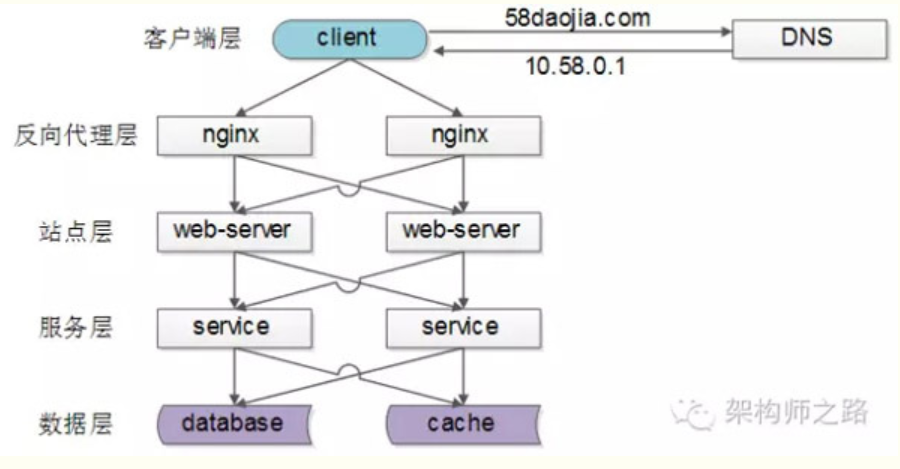 客户端层 client 58daojia.com DNS
10.58.0.1
反向代理层 nginx nginx
站点层 web-server web-server
服务层 service service
数据层 database cache
架构师之路